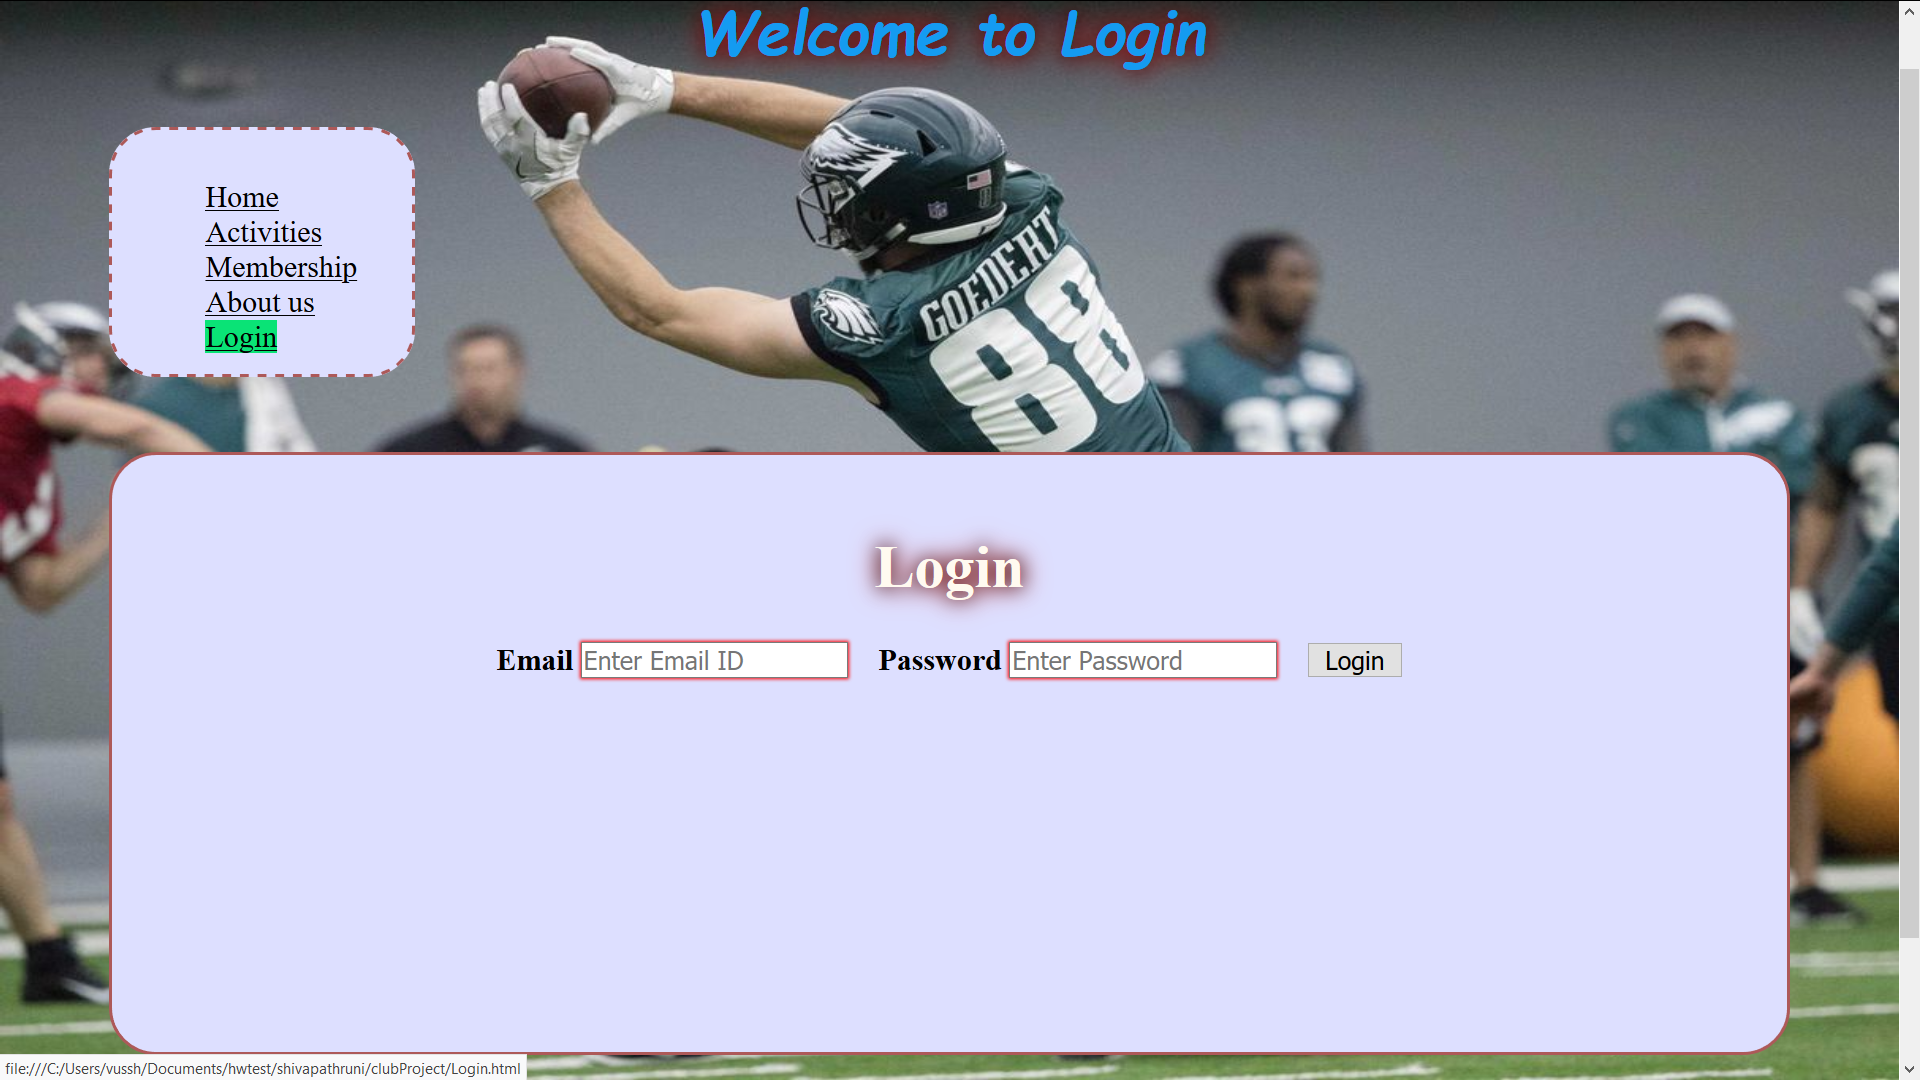 Welcome to Login
GOEDERT
88
Home
Activities
Membership
About us
Login
Login
Email Enter Email ID Password Enter Password Login
file:///C:/Users/vussh/Documents/hwtest/shivapathruni/clubProject/Login.html